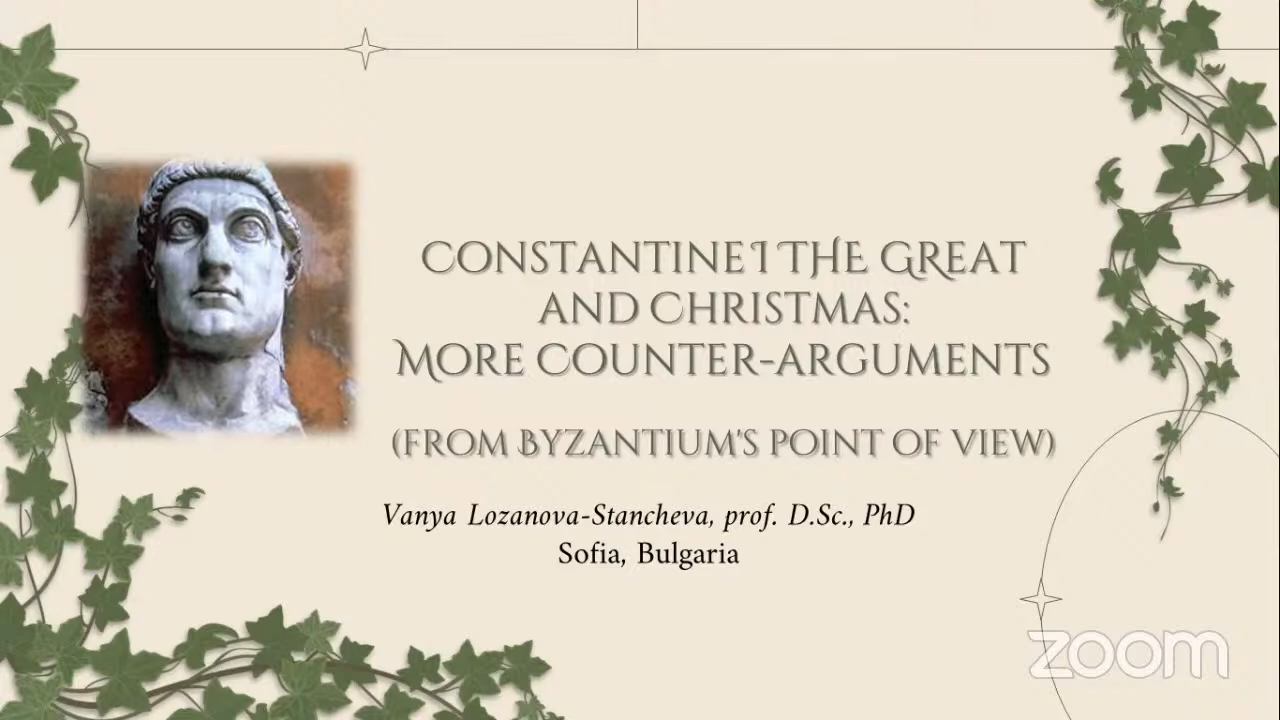 Constantine I the Great
and Christmas:
More Counter-arguments
(from Byzantium's point of view)
Vanya Lozanova-Stancheva, prof. D.Sc., PhD
Sofia, Bulgaria
zoom